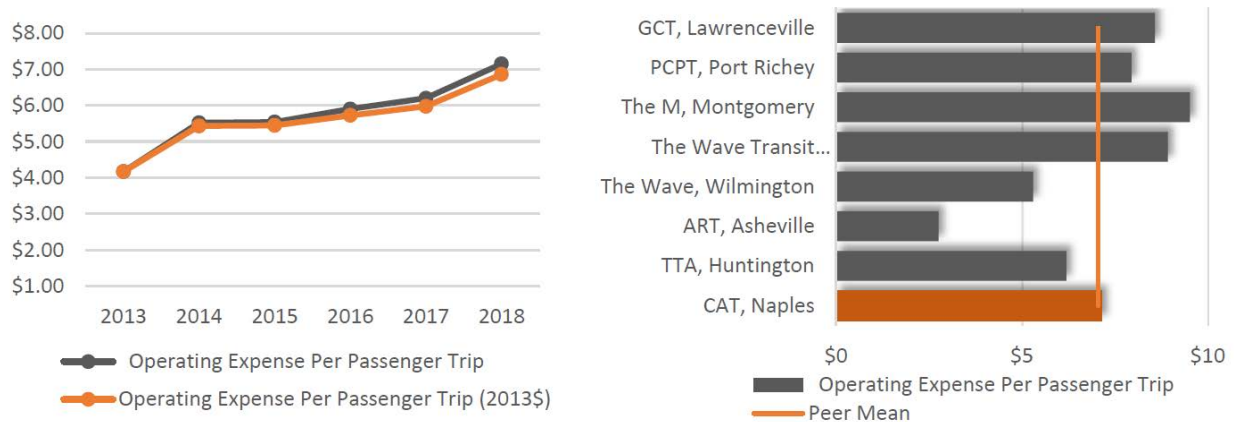 $8.00
$7.00
$6.00
$5.00
$4.00
$3.00
$2.00
$1.00
2013 2014 2015 2016 2017 2018
Operating Expense Per Passenger Trip
Operating Expense Per Passenger Trip (2013$)
GCT, Lawrenceville
PCPT, Port Richey
The M, Montgomery
The Wave Transit...
The Wave, Wilmington
ART, Asheville
TTA, Huntington
CAT, Naples
$0 $5 $10
Operating Expense Per Passenger Trip
Peer Mean